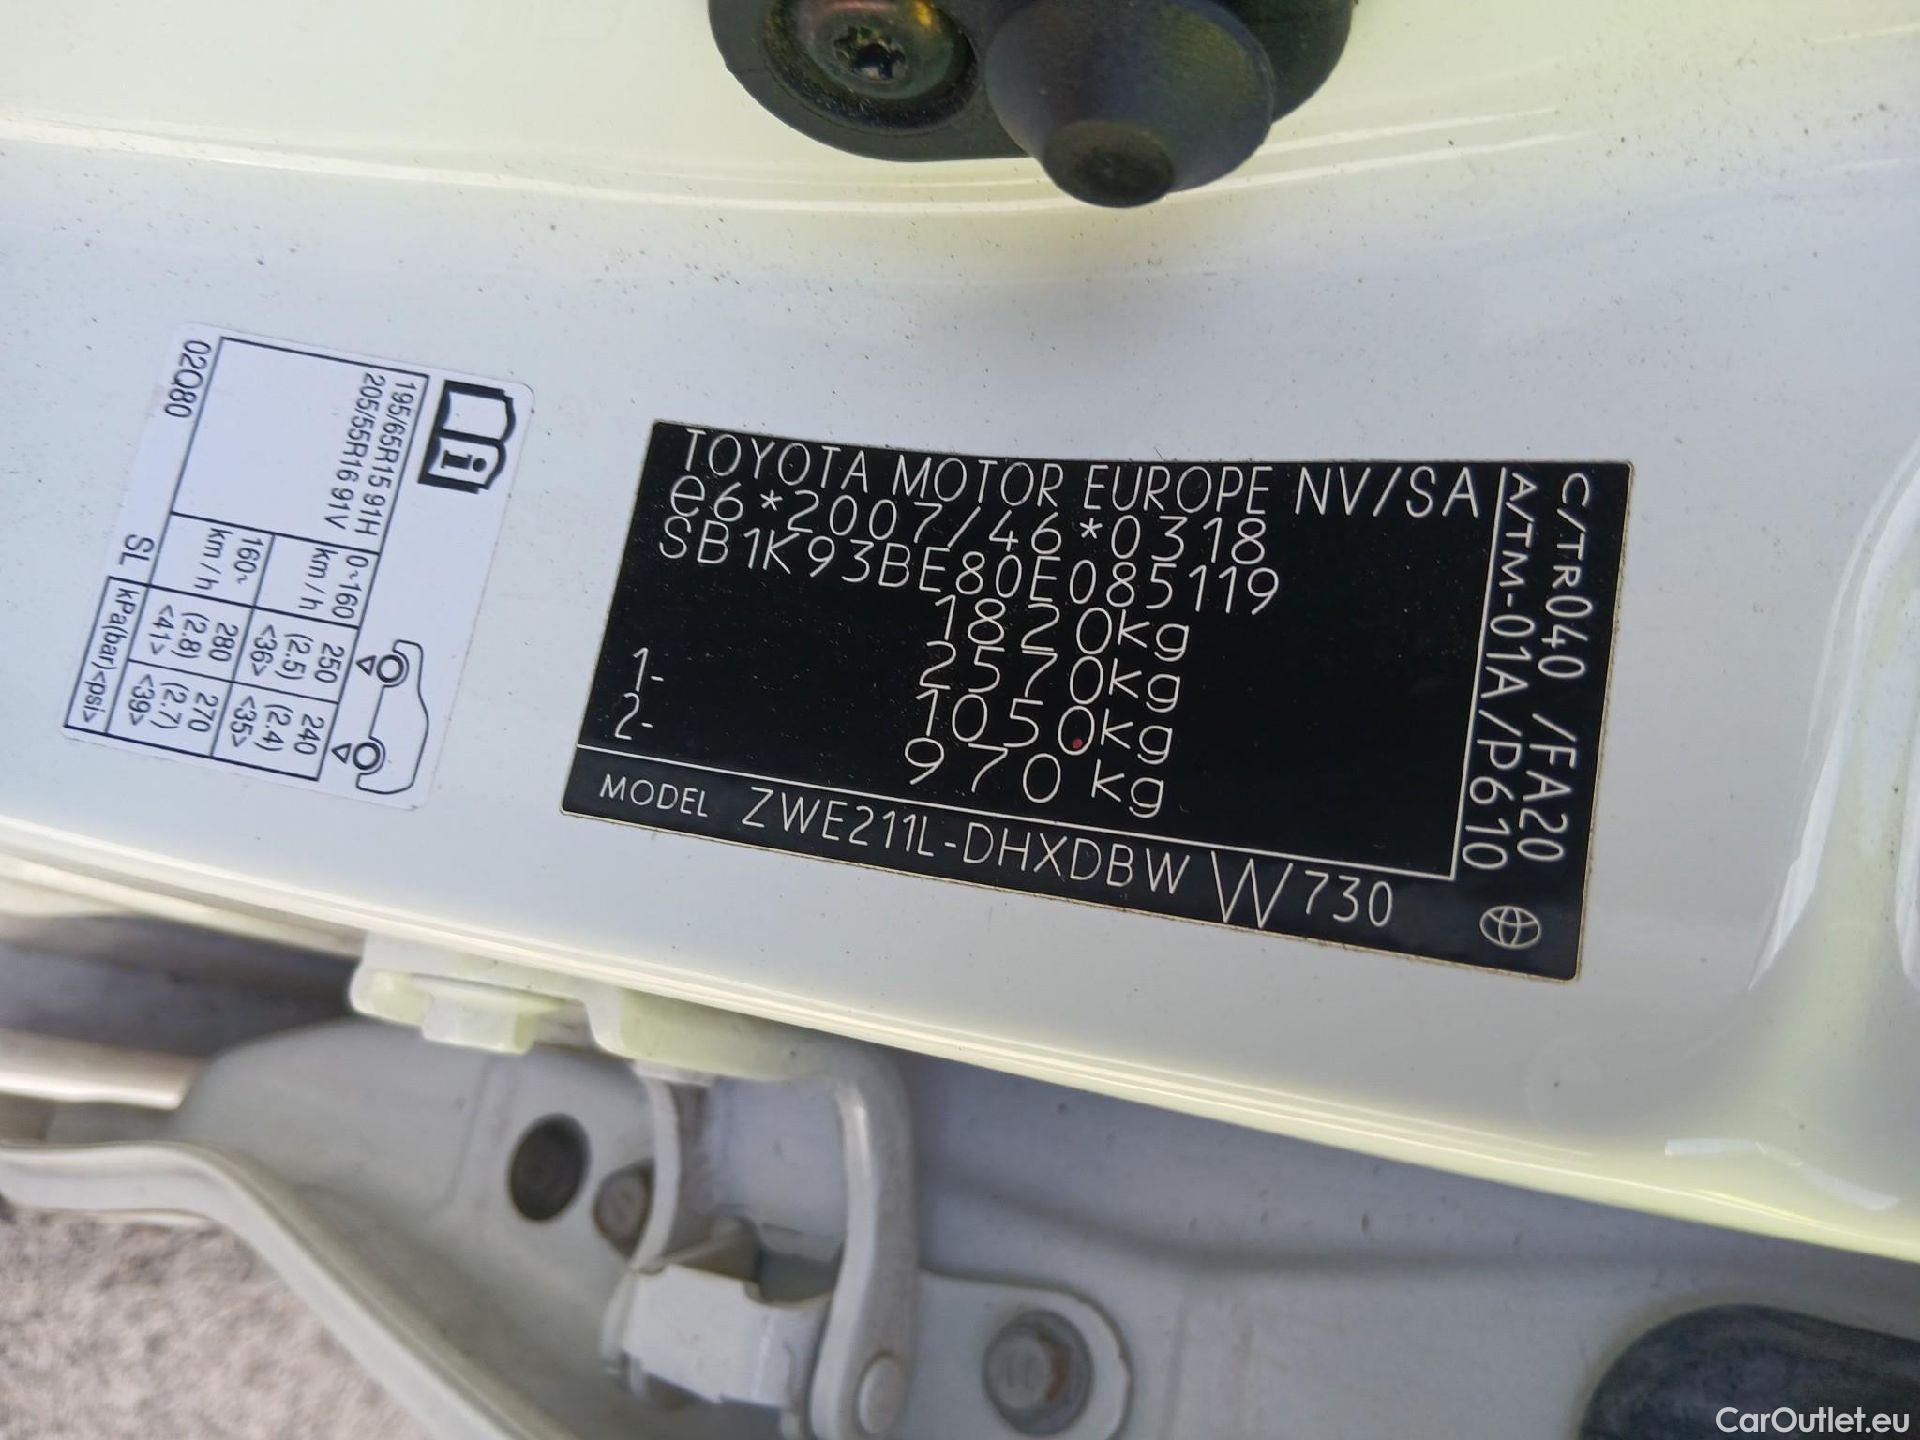 195/65R15 91H
205/55R16 91V
0~160
km/h
250
(2.5)
<36>
240
(2.4)
<35>
160~
km/h
280
(2.8)
<41>
270
(2.7)
<39>
02Q80
SL
kPa(bar)<psi>
TOYOTA MOTOR EUROPE NV/SA
e6*2007/46*0318
SB1K93BE80E085119
1820kg
2570kg
1- 1050kg
2- 970kg
MODEL ZWE211L-DHXDBW W730
C/TR040 /FA20
A/TM-01A/P610
CarOutlet.eu